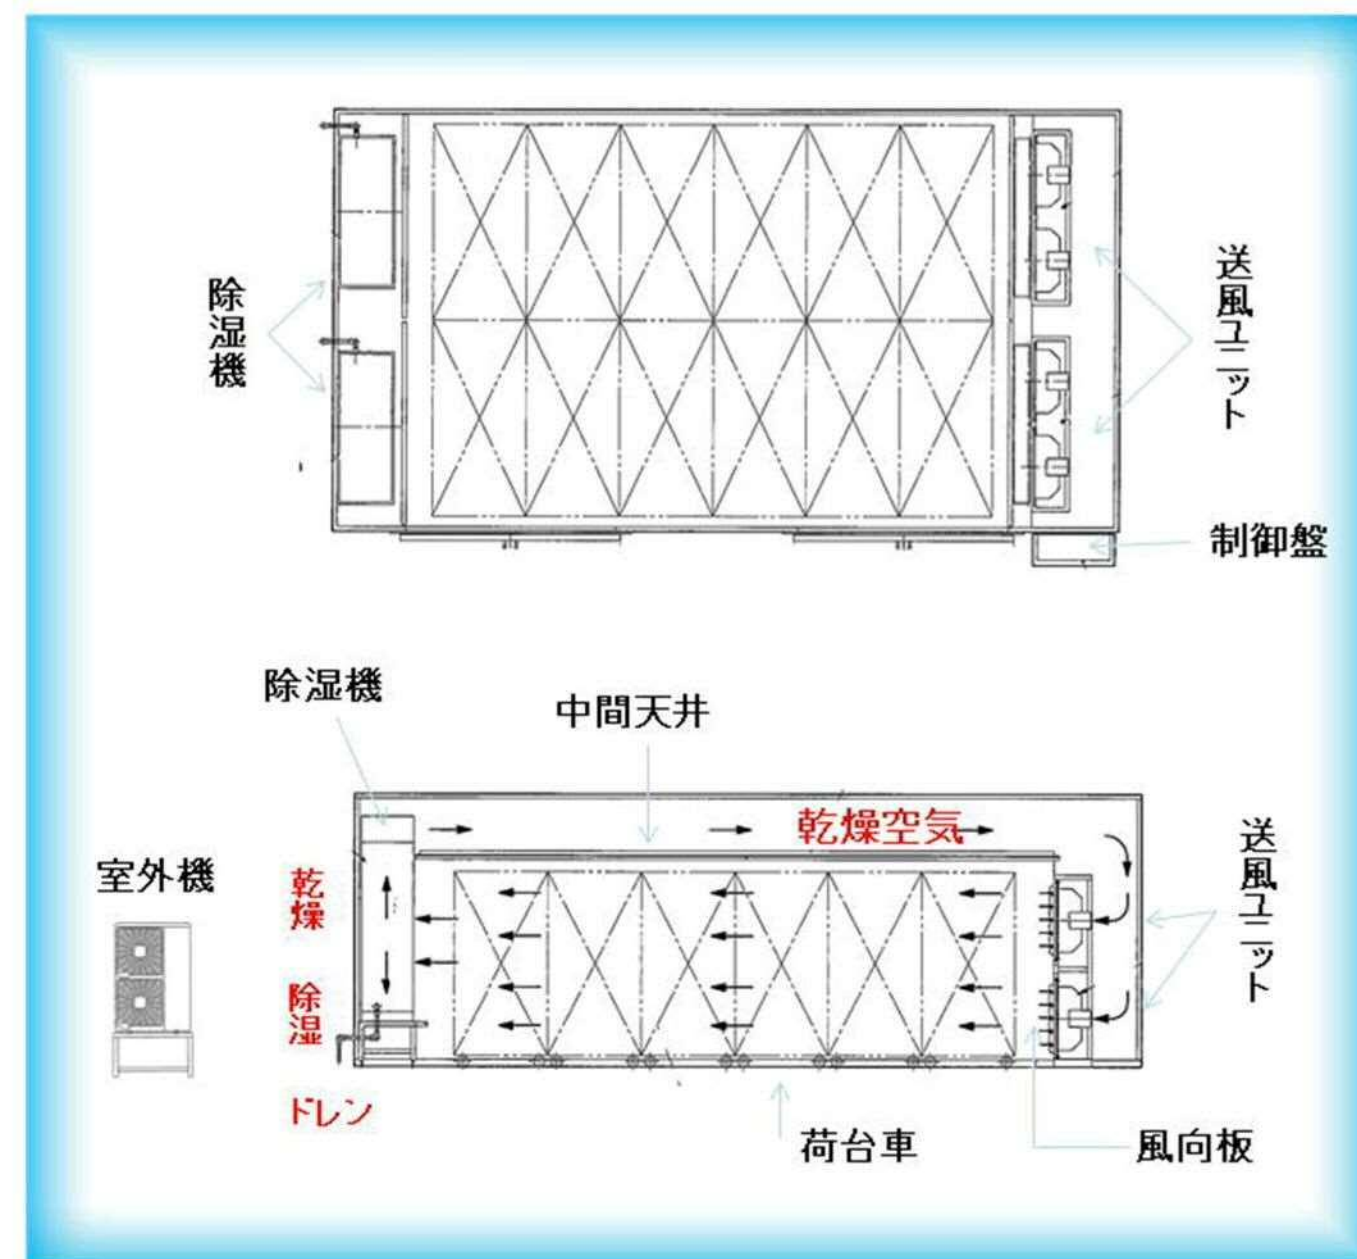 除湿機
送風ユニット
制御盤
除湿機
中間天井
乾燥空気
室外機
乾燥
送風ユニット
除湿
ドレン
荷台車
風向板